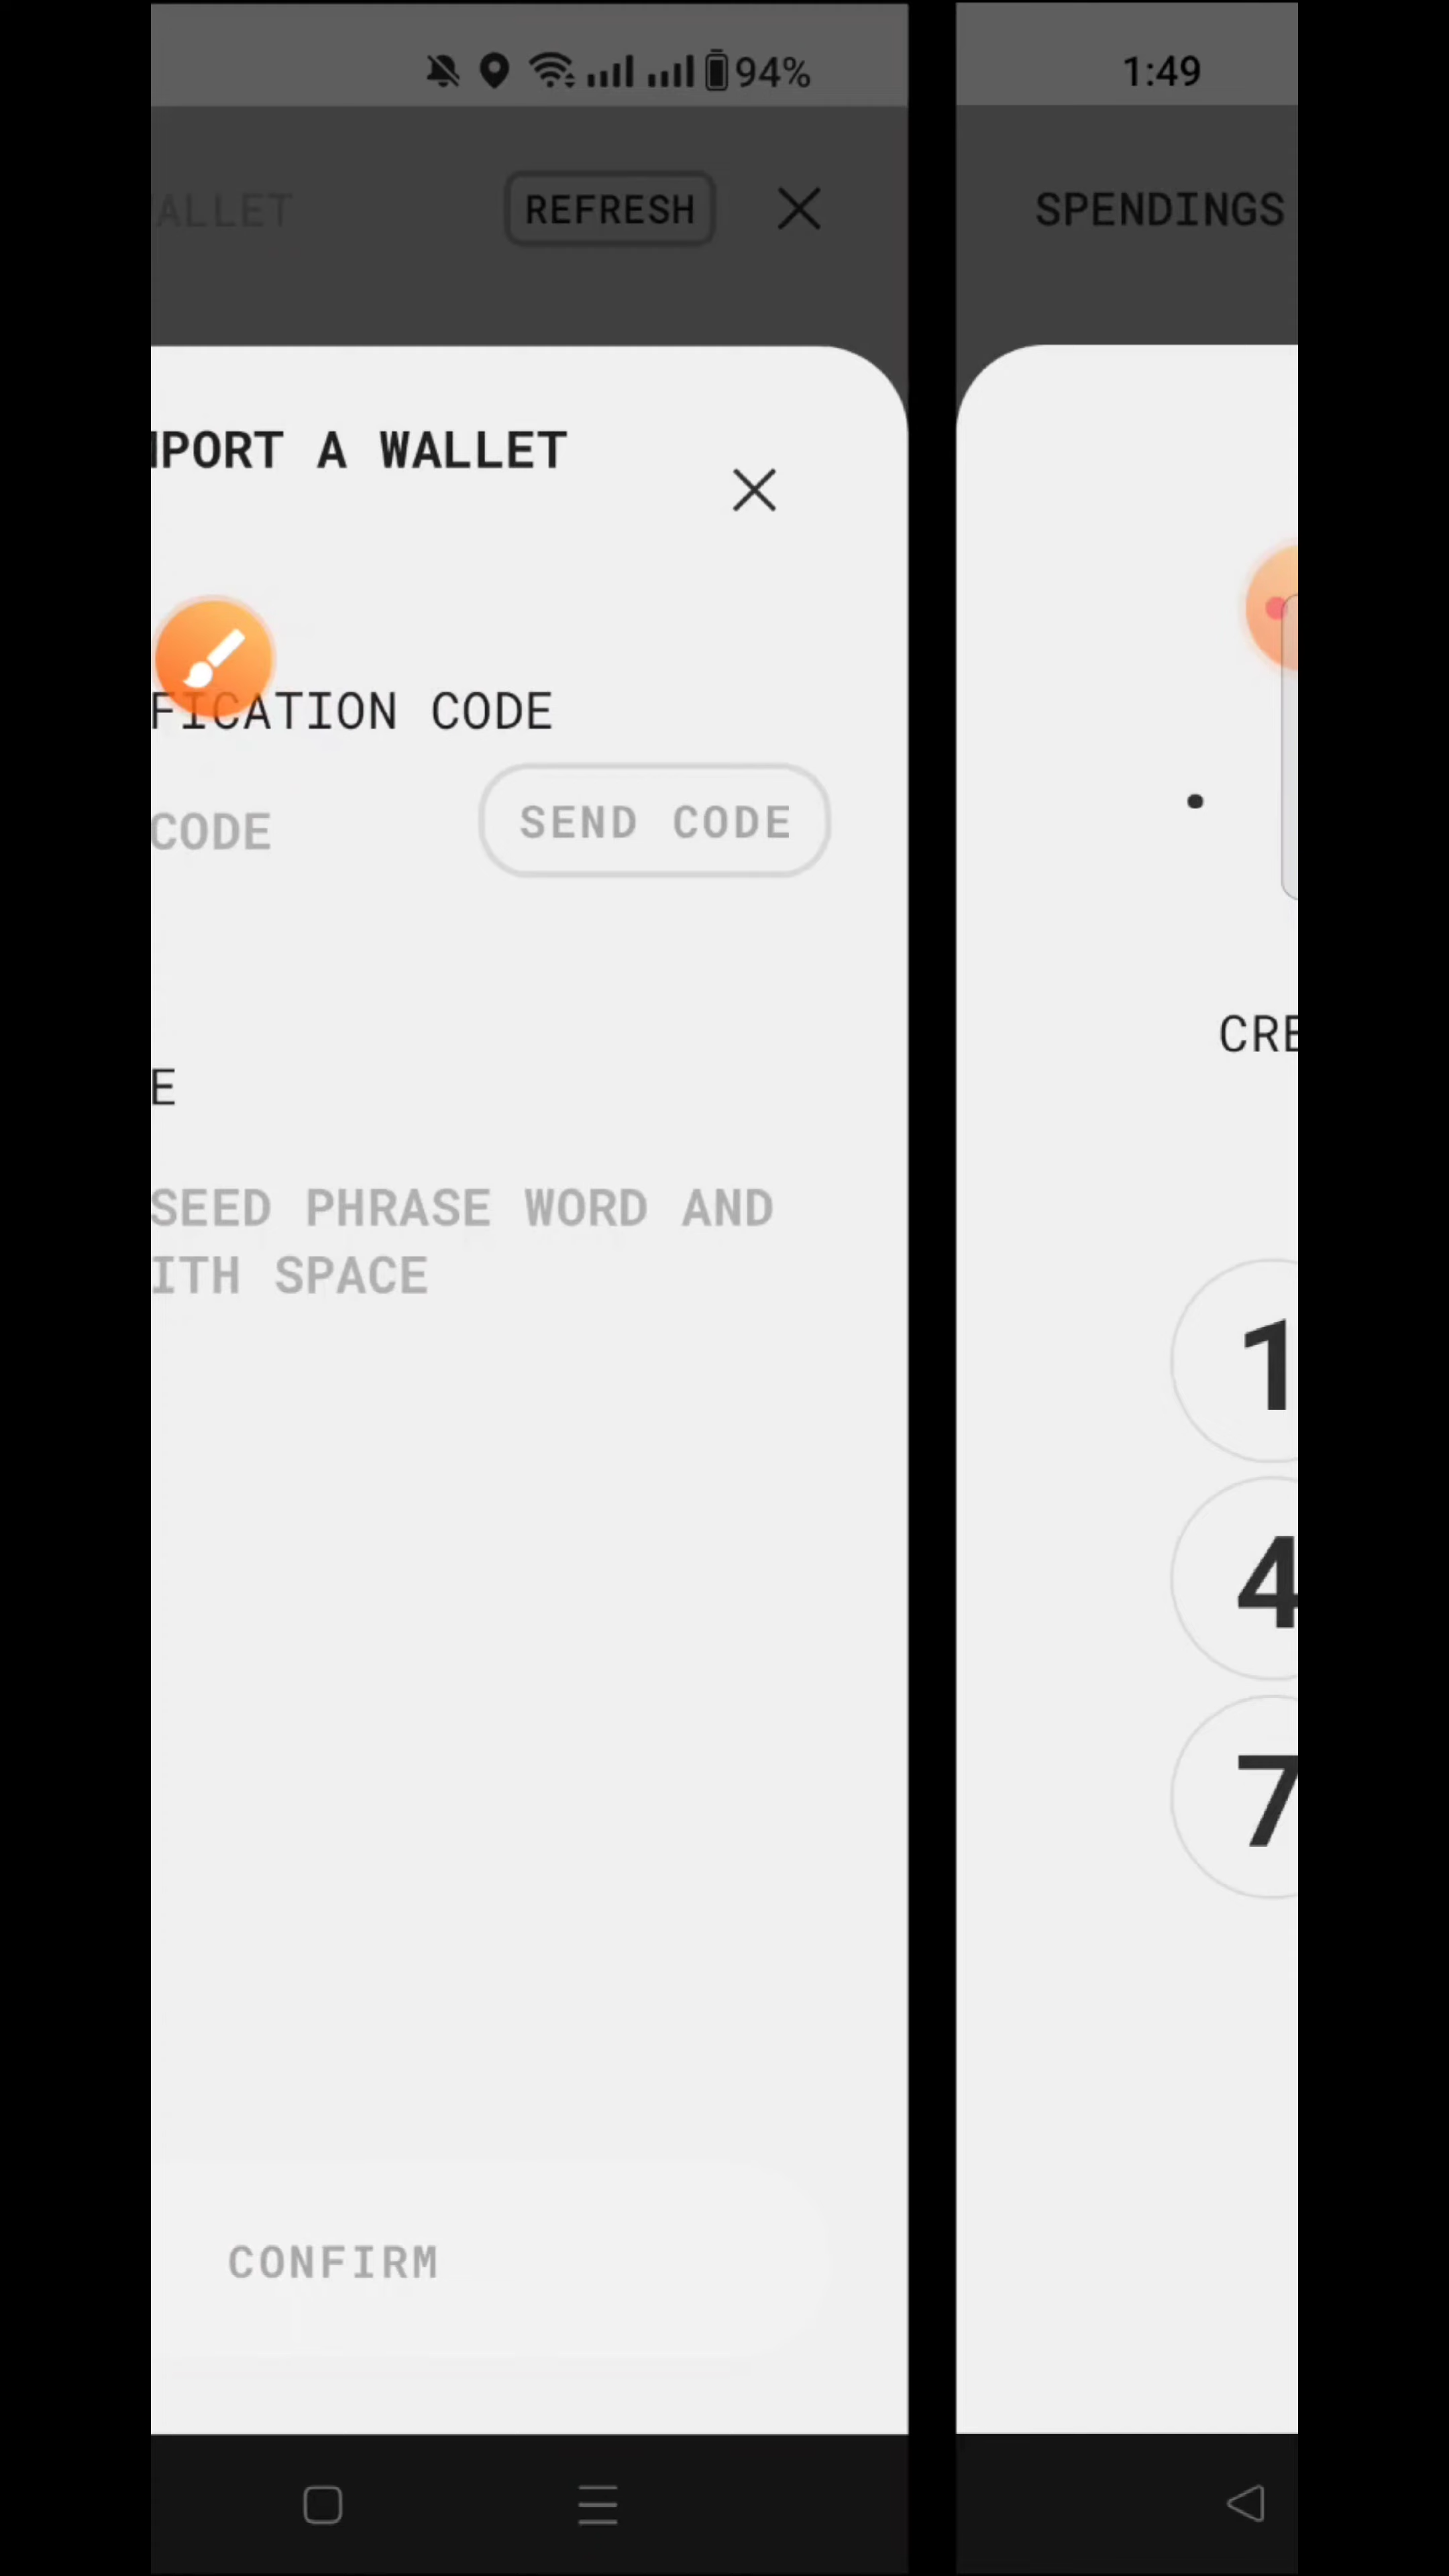 94%
ALLET
REFRESH
MPORT A WALLET
FICATION CODE
CODE
SEND CODE
E
SEED PHRASE WORD AND
ITH SPACE
CONFIRM
1:49
SPENDINGS
CRE
1
4
7